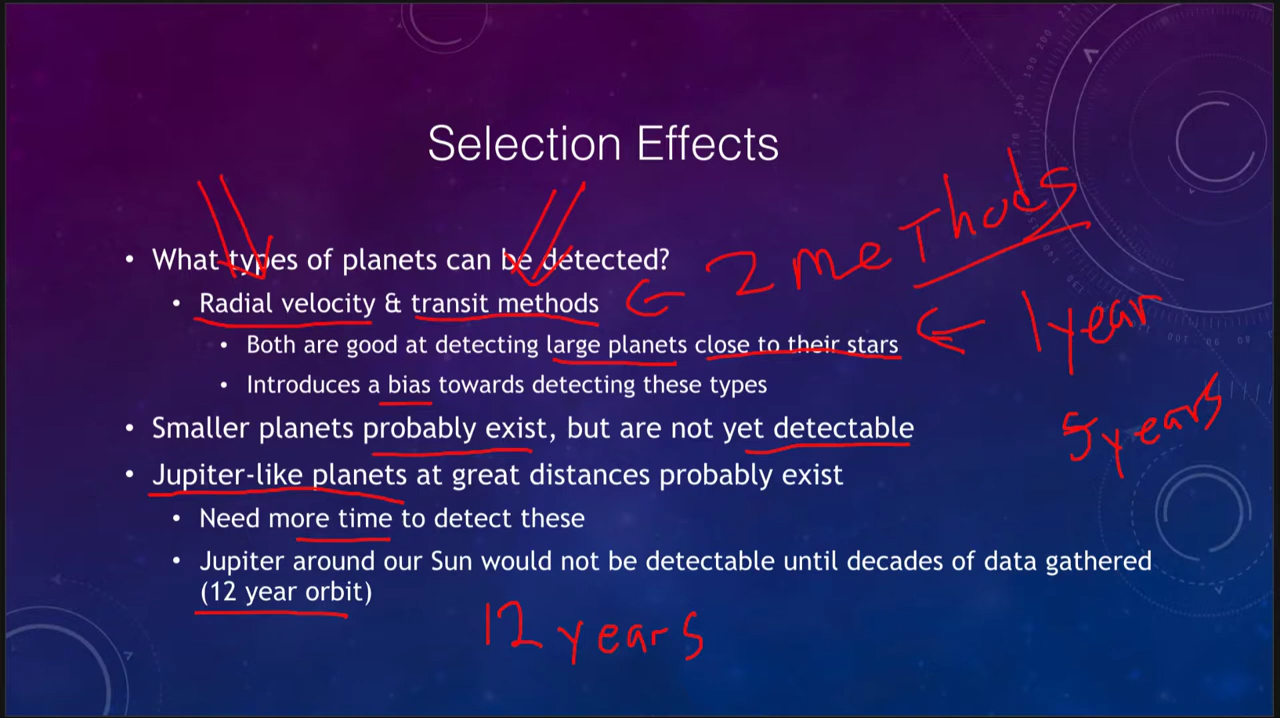 Selection Effects
• What types of planets can be detected?
• Radial velocity & transit methods
2 meThods
• Both are good at detecting large planets close to their stars
1 year
• Introduces a bias towards detecting these types
5 years
• Smaller planets probably exist, but are not yet detectable
• Jupiter-like planets at great distances probably exist
• Need more time to detect these
• Jupiter around our Sun would not be detectable until decades of data gathered
(12 year orbit)
12 years